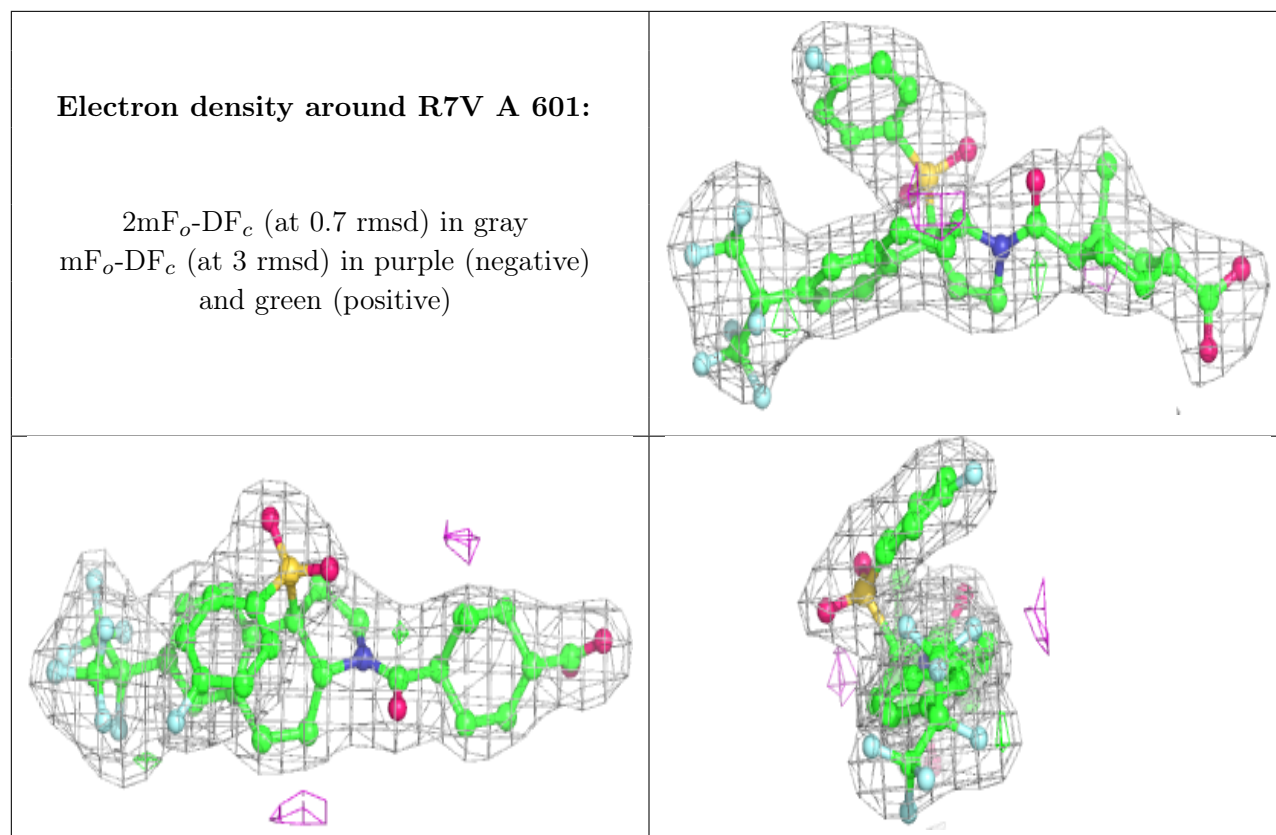 Electron density around R7V A 601:
2mFo-DFc (at 0.7 rmsd) in gray
mFo-DFc (at 3 rmsd) in purple (negative)
and green (positive)